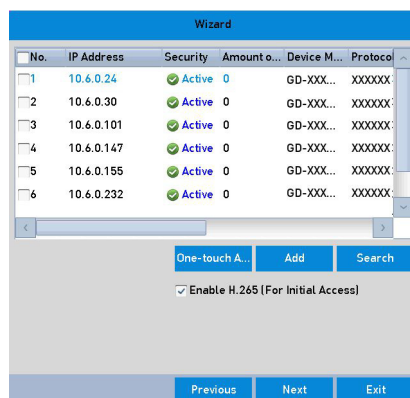 Wizard
No. IP Address Security Amount o... Device M... Protocol
1 10.6.0.24 Active 0 GD-XXX... XXXXXX
2 10.6.0.30 Active 0 GD-XXX... XXXXXX
3 10.6.0.101 Active 0 GD-XXX... XXXXXX
4 10.6.0.147 Active 0 GD-XXX... XXXXXX
5 10.6.0.155 Active 0 GD-XXX... XXXXXX
6 10.6.0.232 Active 0 GD-XXX... XXXXXX
One-touch A... Add Search
Enable H.265 (For Initial Access)
Previous Next Exit